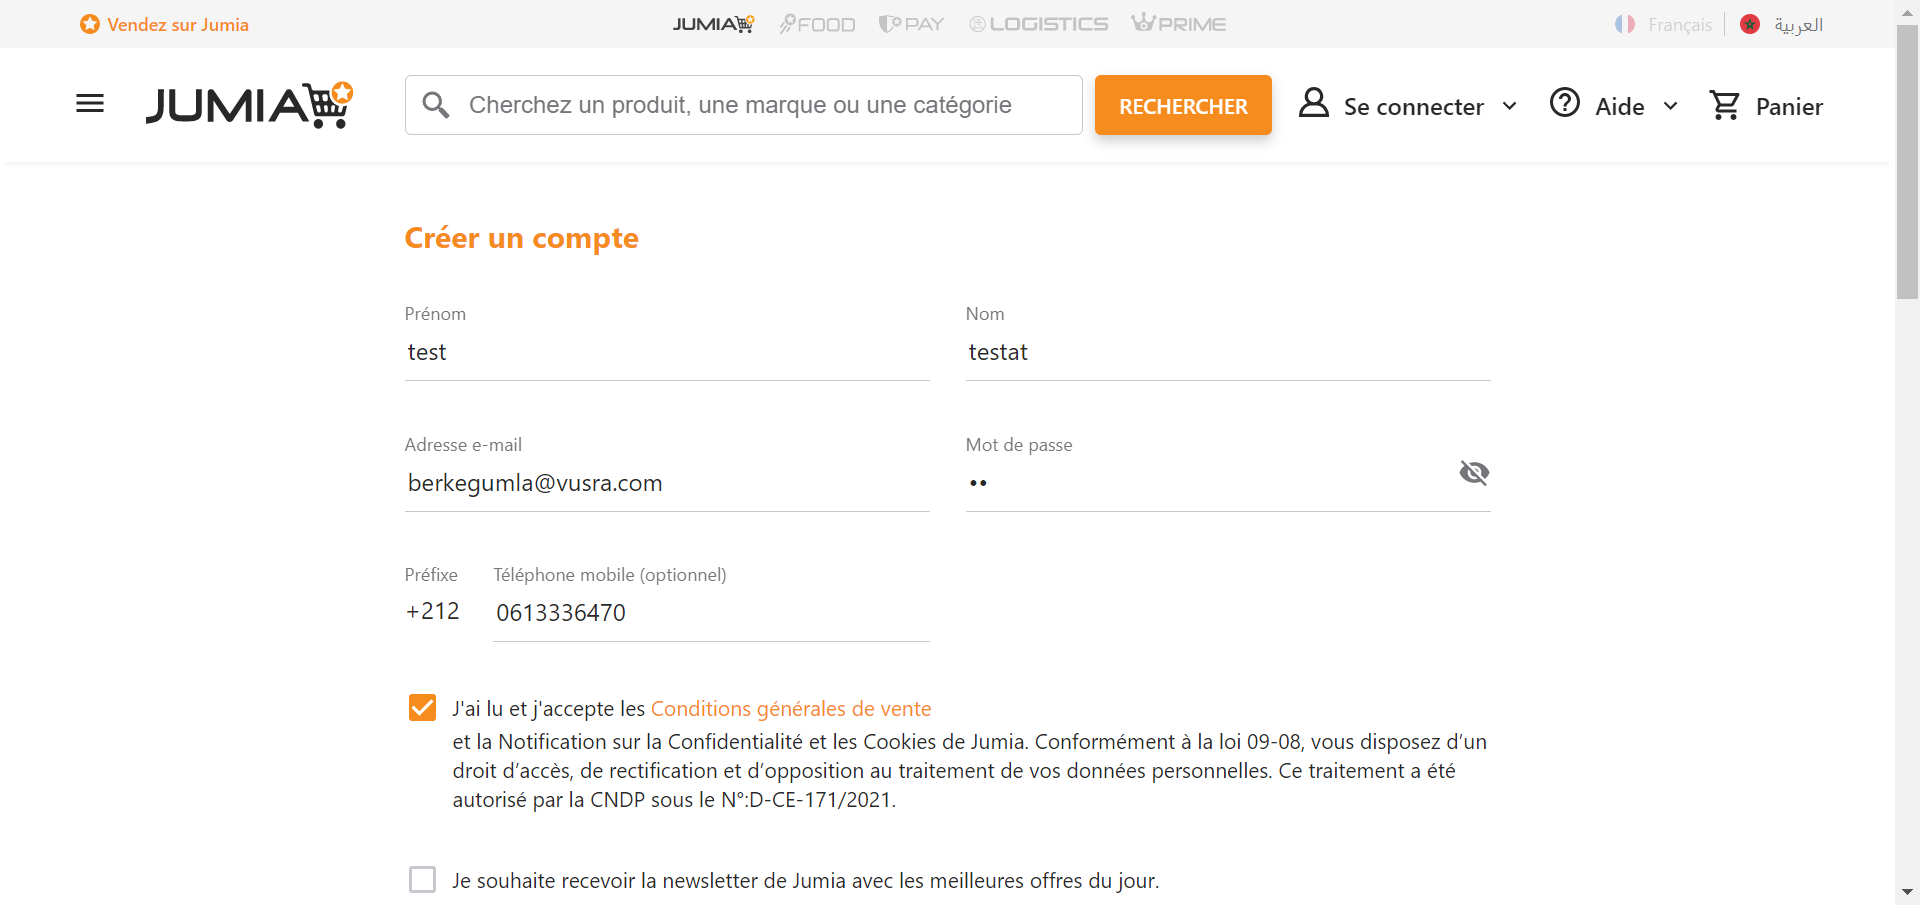 Vendez sur Jumia
JUMIA FOOD PAY LOGISTICS PRIME
Français العربية
JUMIA
Cherchez un produit, une marque ou une catégorie
RECHERCHER
Se connecter
Aide
Panier
Créer un compte
Prénom
test
Nom
testat
Adresse e-mail
berkegumla@vusra.com
Mot de passe
••
Préfixe
+212
Téléphone mobile (optionnel)
0613336470
J'ai lu et j'accepte les Conditions générales de vente
et la Notification sur la Confidentialité et les Cookies de Jumia. Conformément à la loi 09-08, vous disposez d’un
droit d’accès, de rectification et d’opposition au traitement de vos données personnelles. Ce traitement a été
autorisé par la CNDP sous le N°:D-CE-171/2021.
Je souhaite recevoir la newsletter de Jumia avec les meilleures offres du jour.